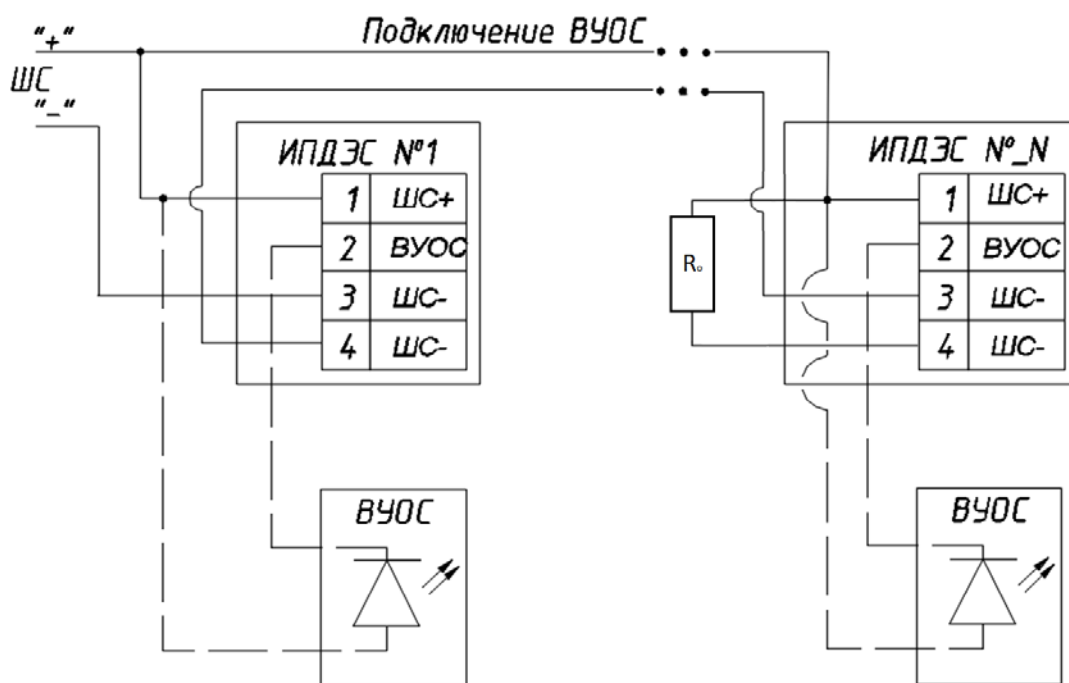 "+"
Подключение ВУОС
ШС
"-"
ИПДЭС №1
1 ШС+
2 ВУОС
3 ШС-
4 ШС-
ВУОС
ИПДЭС №_N
Rо
1 ШС+
2 ВУОС
3 ШС-
4 ШС-
ВУОС